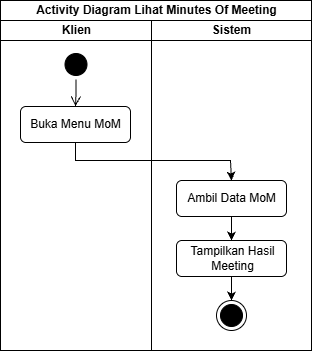 Activity Diagram Lihat Minutes Of Meeting
Klien
Sistem
Buka Menu MoM
Ambil Data MoM
Tampilkan Hasil
Meeting